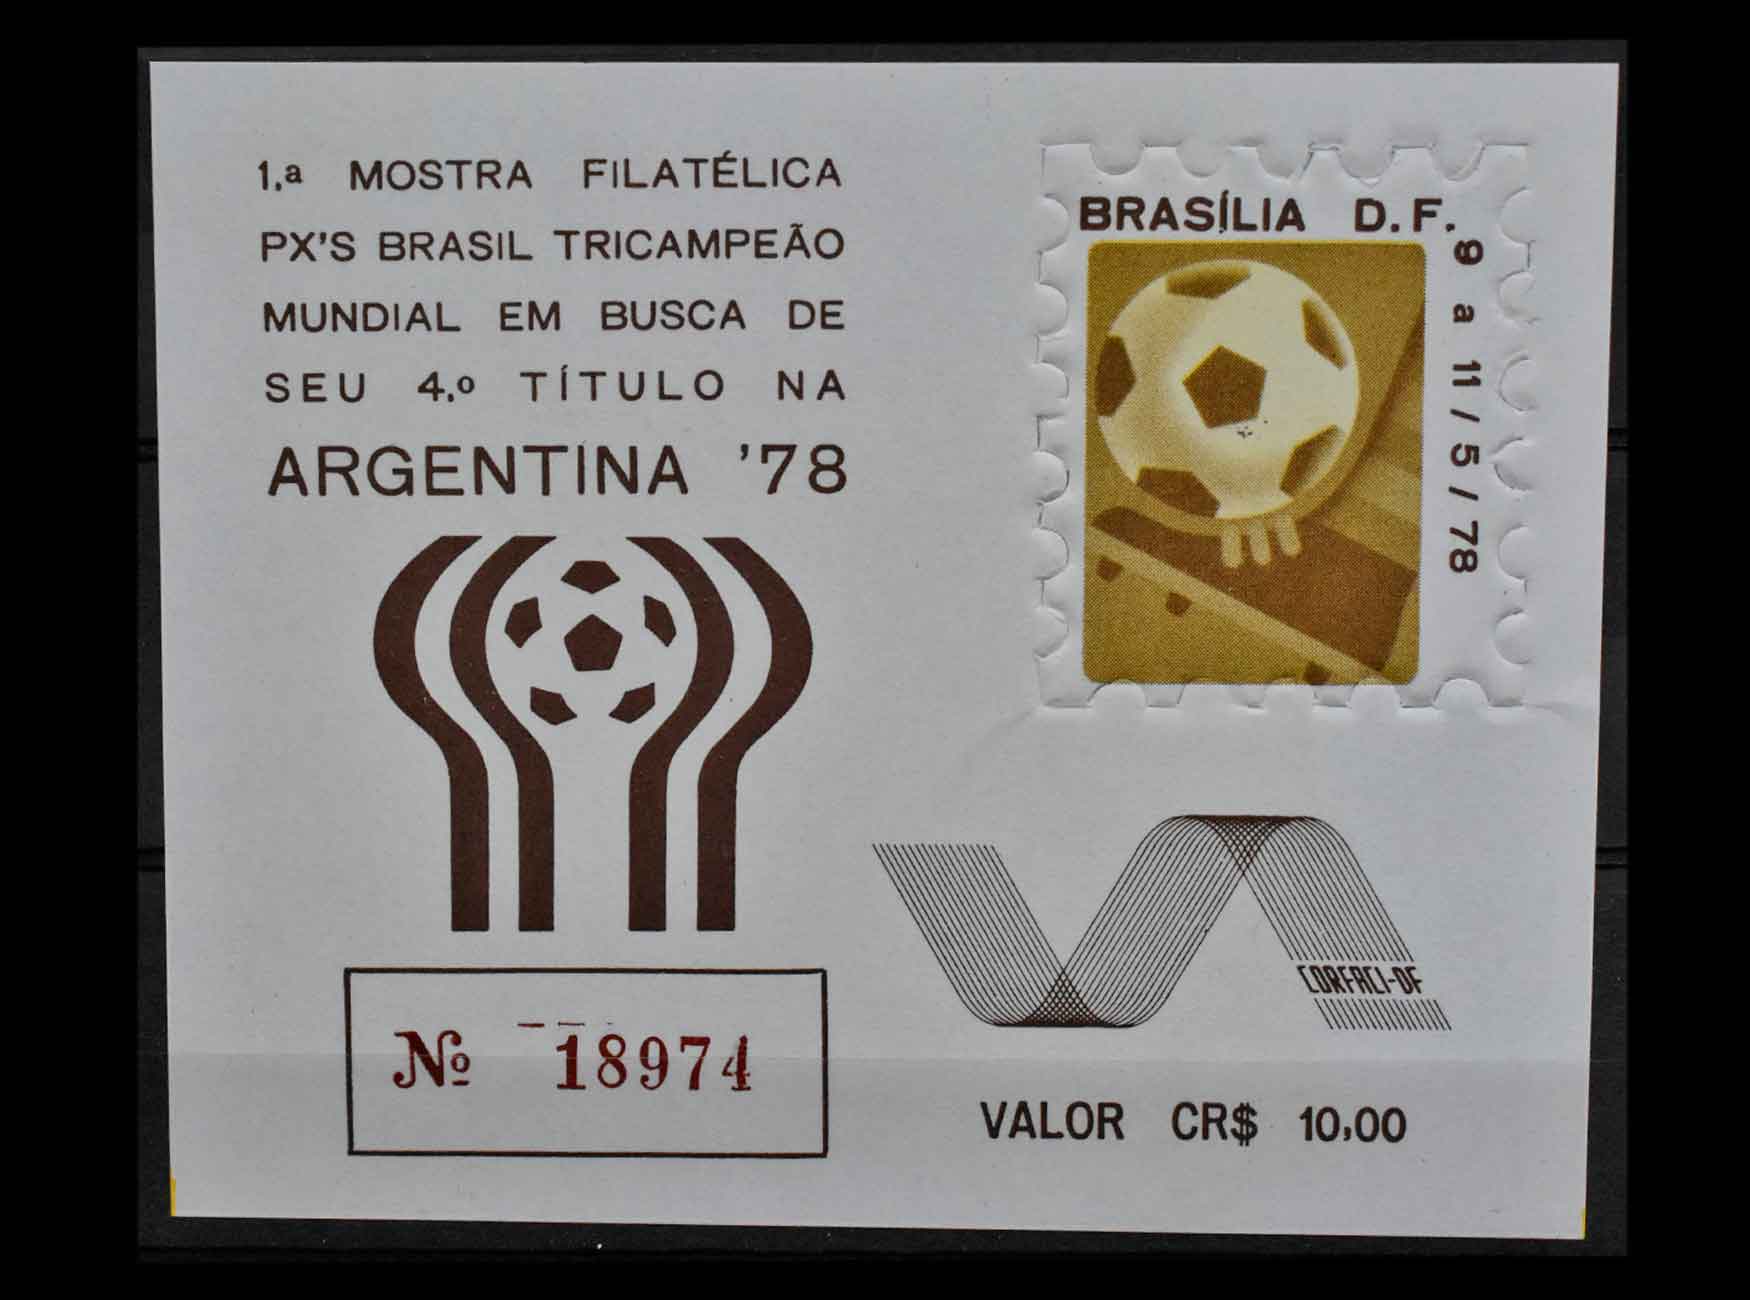 1.ª MOSTRA FILATÉLICA
PX'S BRASIL TRICAMPEÃO
MUNDIAL EM BUSCA DE
SEU 4.º TÍTULO NA
ARGENTINA '78
Nº 18974
BRASÍLIA D.F.
9 a 11/5/78
CORFACI-DF
VALOR CR$ 10,00